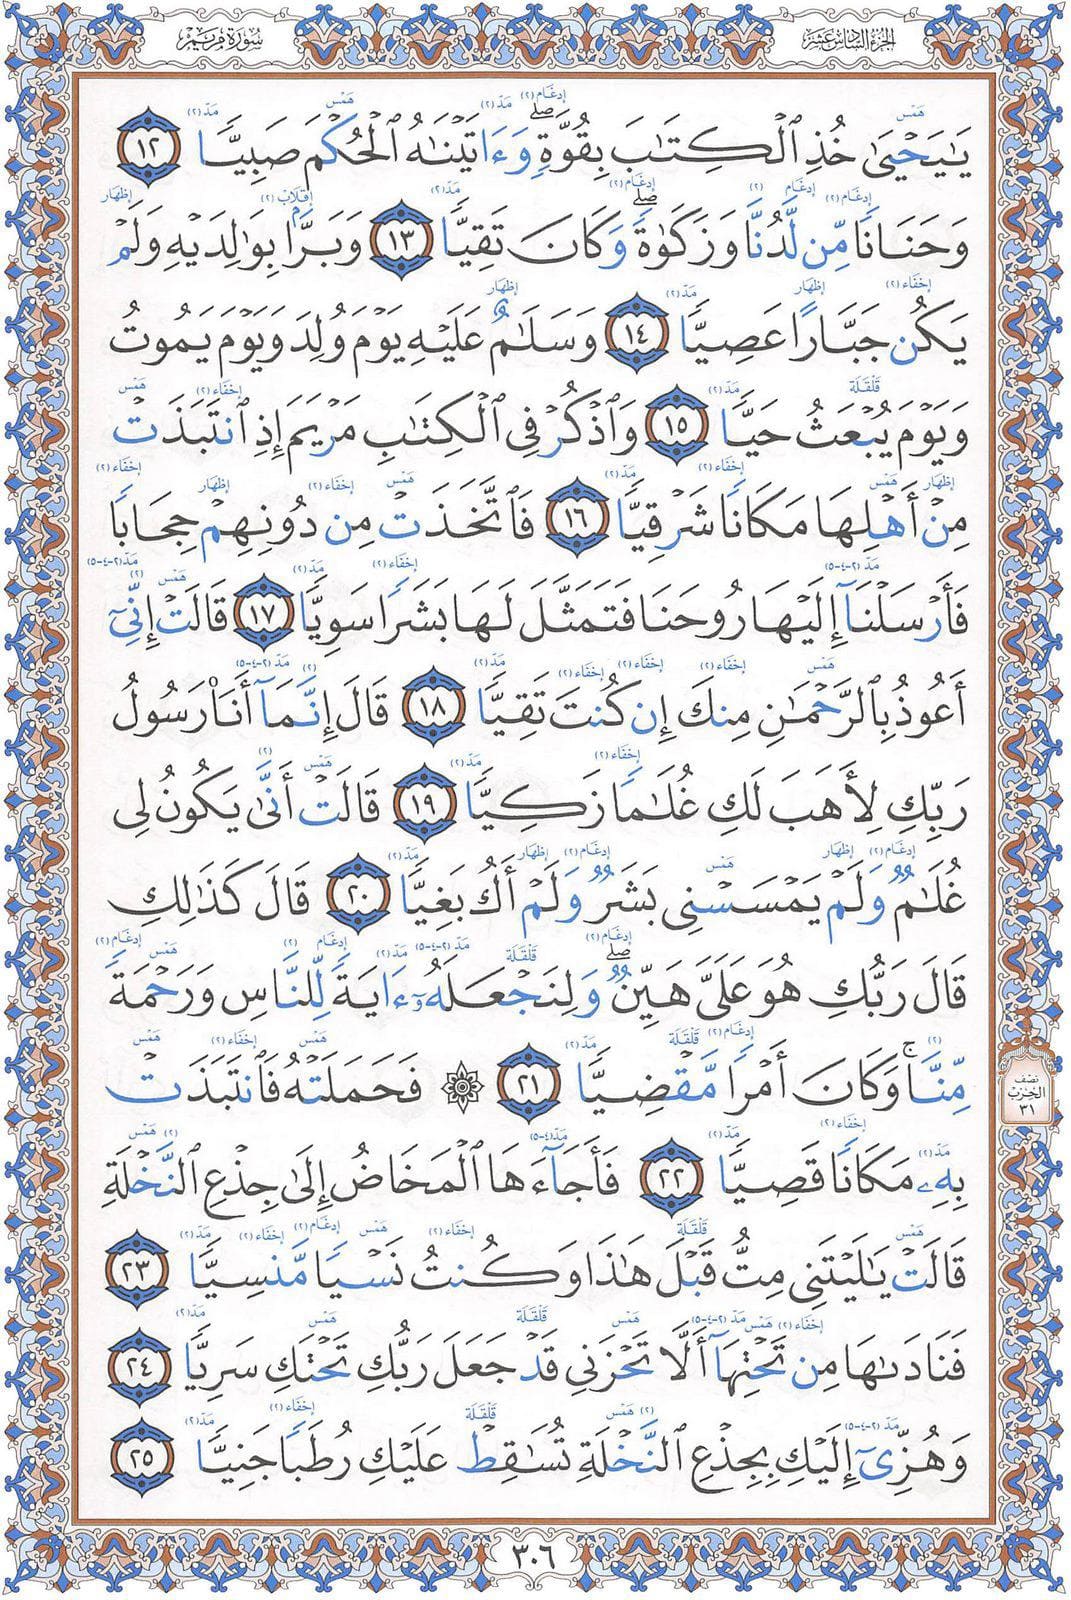 الجزء السادس عشر
سورة مريم
يَٰيَحۡيَىٰ خُذِ ٱلۡكِتَٰبَ بِقُوَّةٖۖ وَءَاتَيۡنَٰهُ ٱلۡحُكۡمَ صَبِيّٗا ١٢
وَحَنَانٗا مِّن لَّدُنَّا وَزَكَوٰةٗۖ وَكَانَ تَقِيّٗا ١٣ وَبَرَّۢا بِوَٰلِدَيۡهِ وَلَمۡ
يَكُن جَبَّارًا عَصِيّٗا ١٤ وَسَلَٰمٌ عَلَيۡهِ يَوۡمَ وُلِدَ وَيَوۡمَ يَمُوتُ
وَيَوۡمَ يُبۡعَثُ حَيّٗا ١٥ وَٱذۡكُرۡ فِي ٱلۡكِتَٰبِ مَرۡيَمَ إِذِ ٱنتَبَذَتۡ
مِنۡ أَهۡلِهَا مَكَانٗا شَرۡقِيّٗا ١٦ فَٱتَّخَذَتۡ مِن دُونِهِمۡ حِجَابٗا
فَأَرۡسَلۡنَآ إِلَيۡهَا رُوحَنَا فَتَمَثَّلَ لَهَا بَشَرٗا سَوِيّٗا ١٧ قَالَتۡ إِنِّيٓ
أَعُوذُ بِٱلرَّحۡمَٰنِ مِنكَ إِن كُنتَ تَقِيّٗا ١٨ قَالَ إِنَّمَآ أَنَا۠ رَسُولُ
رَبِّكِ لِأَهَبَ لَكِ غُلَٰمٗا زَكِيّٗا ١٩ قَالَتۡ أَنَّىٰ يَكُونُ لِي
غُلَٰمٞ وَلَمۡ يَمۡسَسۡنِي بَشَرٞ وَلَمۡ أَكُ بَغِيّٗا ٢٠ قَالَ كَذَٰلِكِ
قَالَ رَبُّكِ هُوَ عَلَيَّ هَيِّنٞۖ وَلِنَجۡعَلَهُۥٓ ءَايَةٗ لِّلنَّاسِ وَرَحۡمَةٗ
مِّنَّاۚ وَكَانَ أَمۡرٗا مَّقۡضِيّٗا ٢١ ۞ فَحَمَلَتۡهُ فَٱنتَبَذَتۡ
بِهِۦ مَكَانٗا قَصِيّٗا ٢٢ فَأَجَآءَهَا ٱلۡمَخَاضُ إِلَىٰ جِذۡعِ ٱلنَّخۡلَةِ
قَالَتۡ يَٰلَيۡتَنِي مِتُّ قَبۡلَ هَٰذَا وَكُنتُ نَسۡيٗا مَّنسِيّٗا ٢٣
فَنَادَىٰهَا مِن تَحۡتِهَآ أَلَّا تَحۡزَنِي قَدۡ جَعَلَ رَبُّكِ تَحۡتَكِ سَرِيّٗا ٢٤
وَهُزِّيٓ إِلَيۡكِ بِجِذۡعِ ٱلنَّخۡلَةِ تُسَٰقِطۡ عَلَيۡكِ رُطَبٗا جَنِيّٗا ٢٥
نصف
الحزب
٣١
٣٠٦